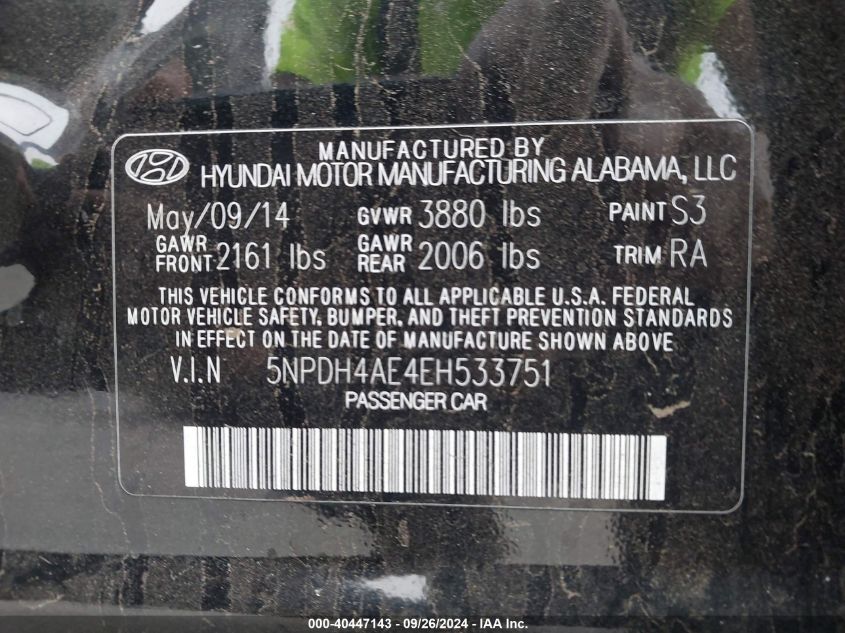 MANUFACTURED BY
HYUNDAI MOTOR MANUFACTURING ALABAMA, LLC
May/09/14 GVWR 3880 lbs PAINT S3
GAWR FRONT 2161 lbs GAWR REAR 2006 lbs TRIM RA
THIS VEHICLE CONFORMS TO ALL APPLICABLE U.S.A. FEDERAL
MOTOR VEHICLE SAFETY, BUMPER, AND THEFT PREVENTION STANDARDS
IN EFFECT ON THE DATE OF MANUFACTURE SHOWN ABOVE
V.I.N 5NPDH4AE4EH533751
PASSENGER CAR
000-40447143 - 09/26/2024 - IAA Inc.